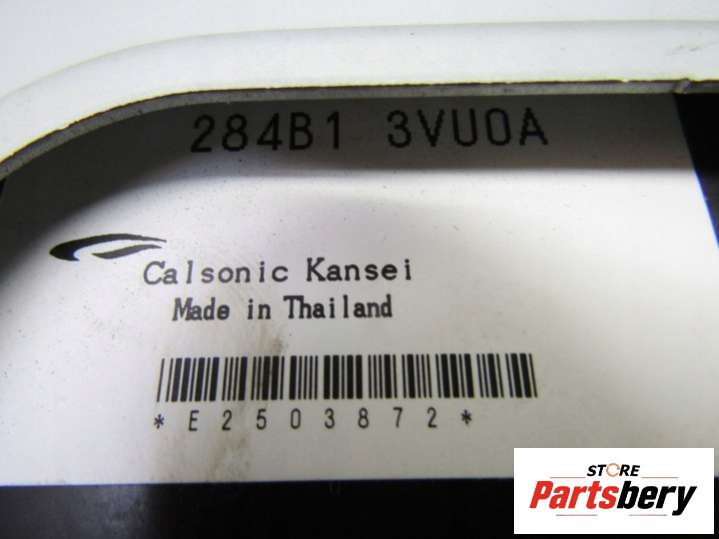 284B1 3VU0A
Calsonic Kansei
Made in Thailand
*E2503872*
STORE
Partsbery